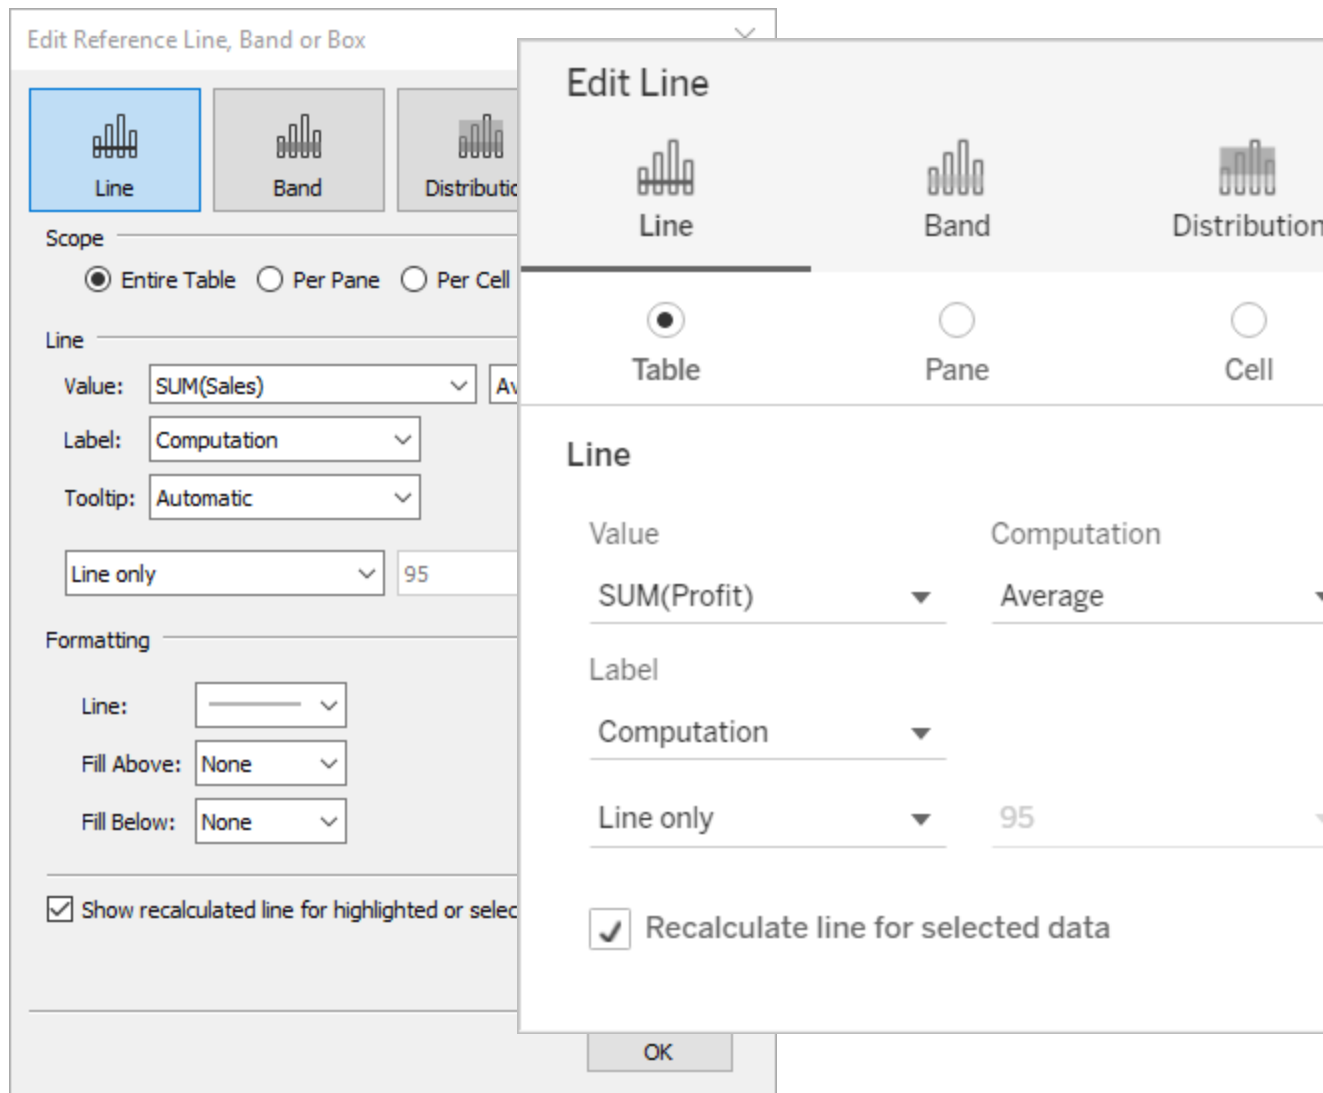 Edit Reference Line, Band or Box
Line
Band
Scope
Entire Table
Per Pane
Per Cell
Line
Value:
SUM(Sales)
Label:
Computation
Tooltip:
Automatic
Line only
95
Formatting
Line:
Fill Above:
None
Fill Below:
None
Show recalculated line for highlighted or
OK
Edit Line
Line
Band
Distribution
Table
Pane
Cell
Line
Value
Computation
SUM(Profit)
Average
Label
Computation
Line only
95
Recalculate line for selected data